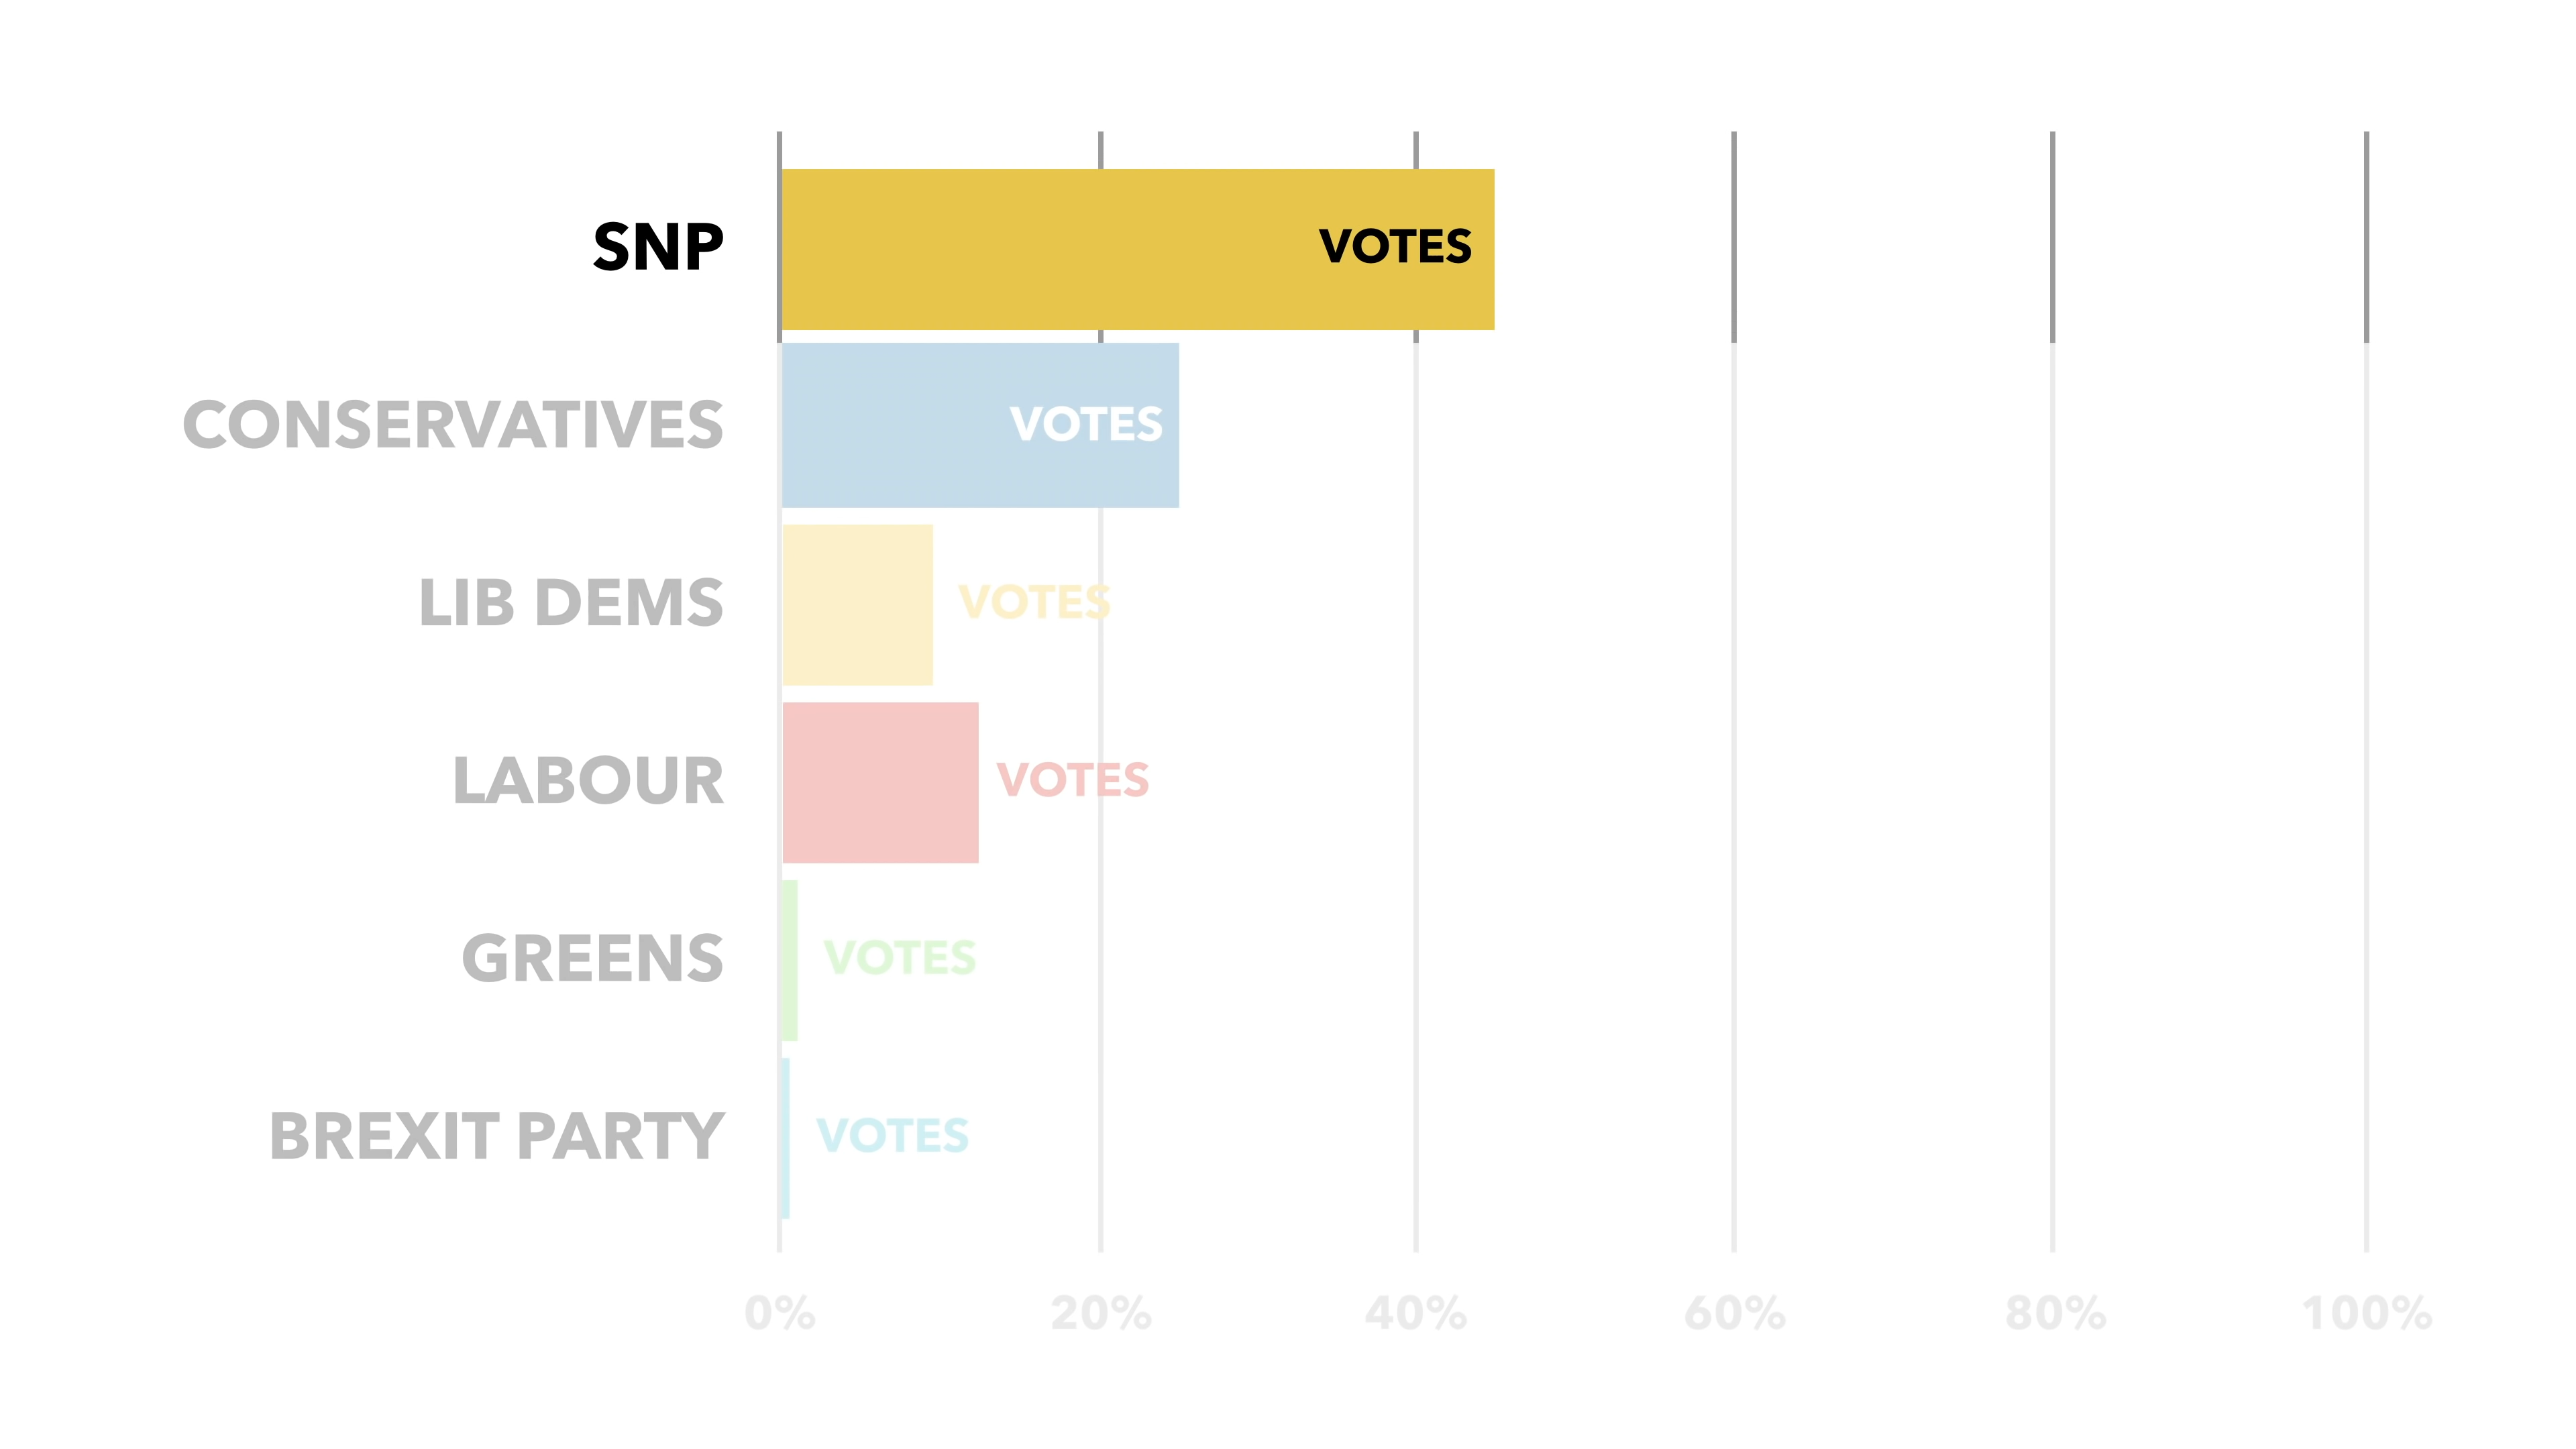 SNP VOTES
CONSERVATIVES VOTES
LIB DEMS VOTES
LABOUR VOTES
GREENS VOTES
BREXIT PARTY VOTES
0% 20% 40% 60% 80% 100%